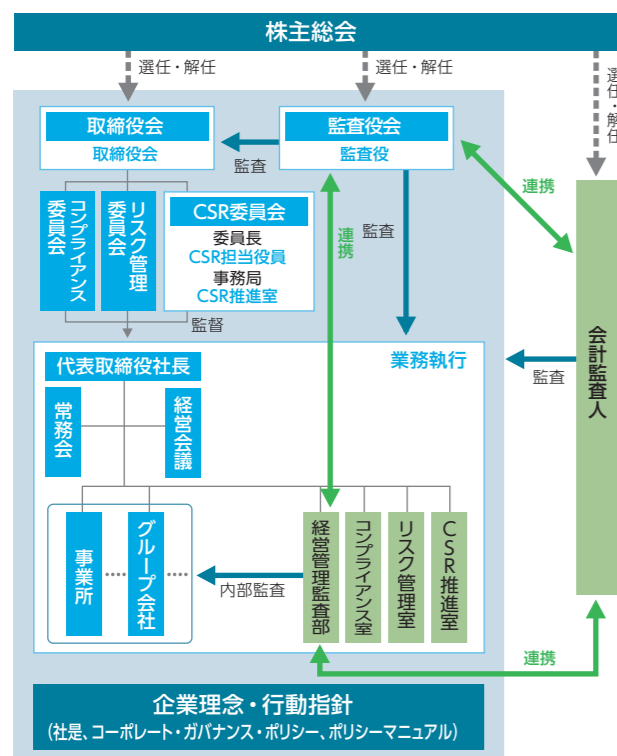 株主総会
選任・解任
選任・解任
選任・解任
取締役会
取締役会
監査
監査役会
監査役
連携
コンプライアンス
委員会
リスク管理
委員会
CSR委員会
委員長
CSR担当役員
事務局
CSR推進室
連携
監査
監督
会計監査人
代表取締役社長
業務執行
監査
常務会
経営会議
事業所
····
グループ会社
····
内部監査
経営管理監査部
コンプライアンス室
リスク管理室
CSR推進室
連携
企業理念・行動指針
(社是、コーポレート・ガバナンス・ポリシー、ポリシーマニュアル)